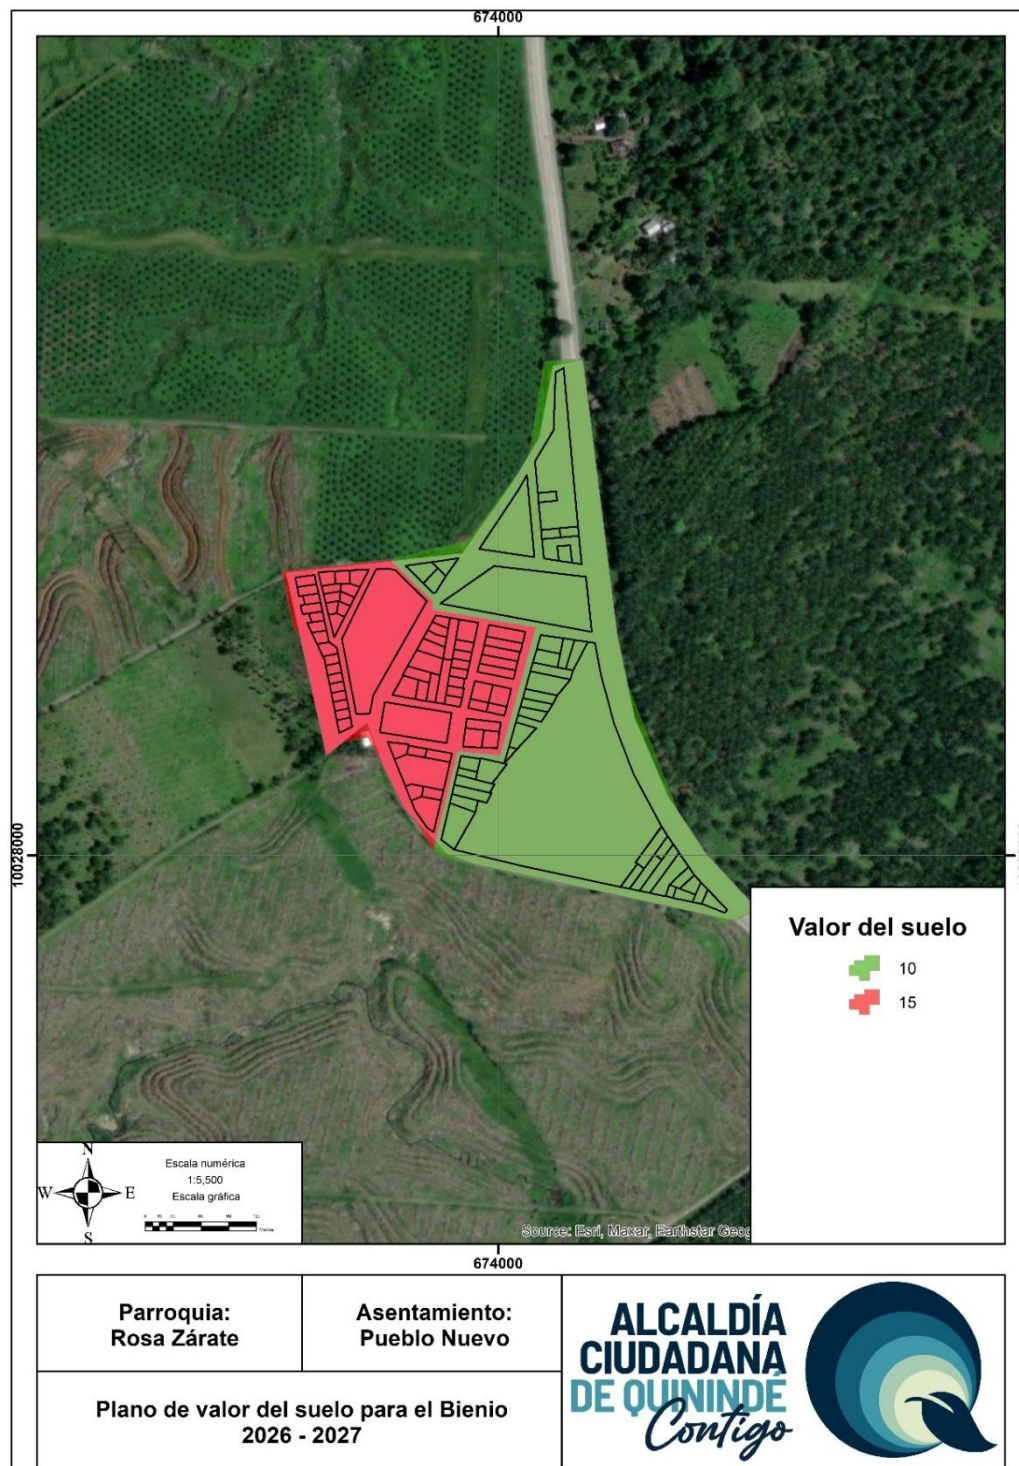 674000
10028000
Valor del suelo
10
15
N
W E
S
Escala numérica
1:5,500
Escala gráfica
Source: Esri, Maxar, Earthstar Geog
674000
Parroquia:
Rosa Zárate
Asentamiento:
Pueblo Nuevo
Plano de valor del suelo para el Bienio
2026 - 2027
ALCALDÍA
CIUDADANA
DE QUININDÉ
Contigo